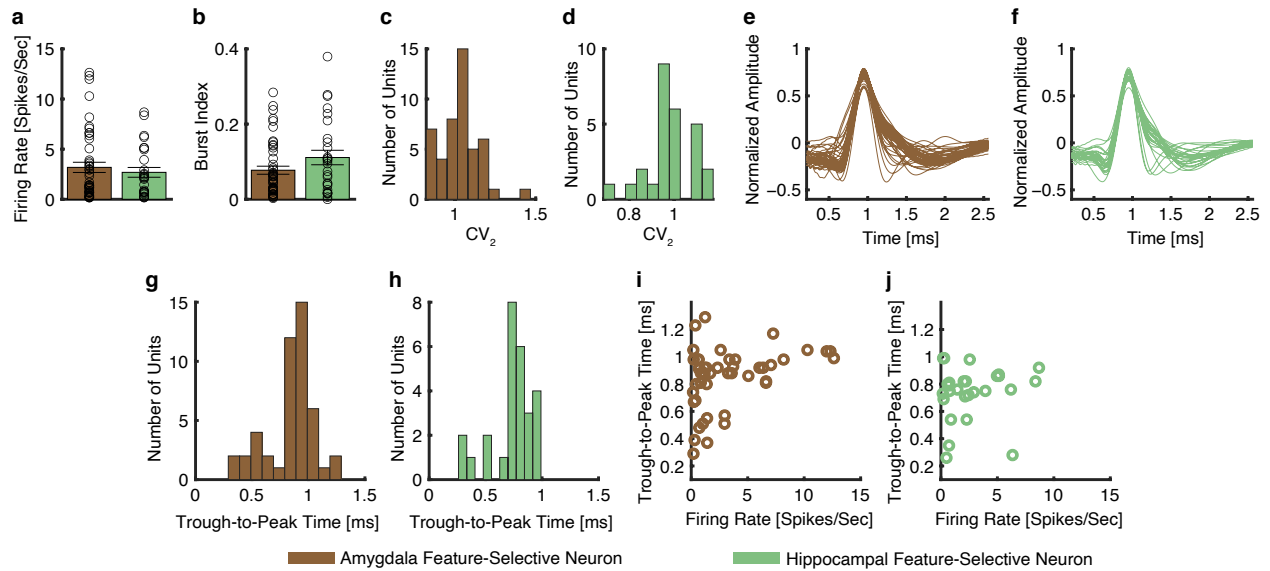 a
Firing Rate [Spikes/Sec]
15
10
5
0
b
Burst Index
0.4
0.2
0
c
Number of Units
15
10
5
0
1
1.5
CV2
d
Number of Units
10
5
0
0.8
1
CV2
e
Normalized Amplitude
1
0.5
0
−0.5
0.5
1
1.5
2
2.5
Time [ms]
f
Normalized Amplitude
1
0.5
0
−0.5
0.5
1
1.5
2
2.5
Time [ms]
g
Number of Units
15
10
5
0
0
0.5
1
1.5
Trough-to-Peak Time [ms]
h
Number of Units
8
6
4
2
0
0
0.5
1
1.5
Trough-to-Peak Time [ms]
i
Trough-to-Peak Time [ms]
1.2
1
0.8
0.6
0.4
0.2
0
5
10
15
Firing Rate [Spikes/Sec]
j
Trough-to-Peak Time [ms]
1.2
1
0.8
0.6
0.4
0.2
0
5
10
15
Firing Rate [Spikes/Sec]
Amygdala Feature-Selective Neuron
Hippocampal Feature-Selective Neuron